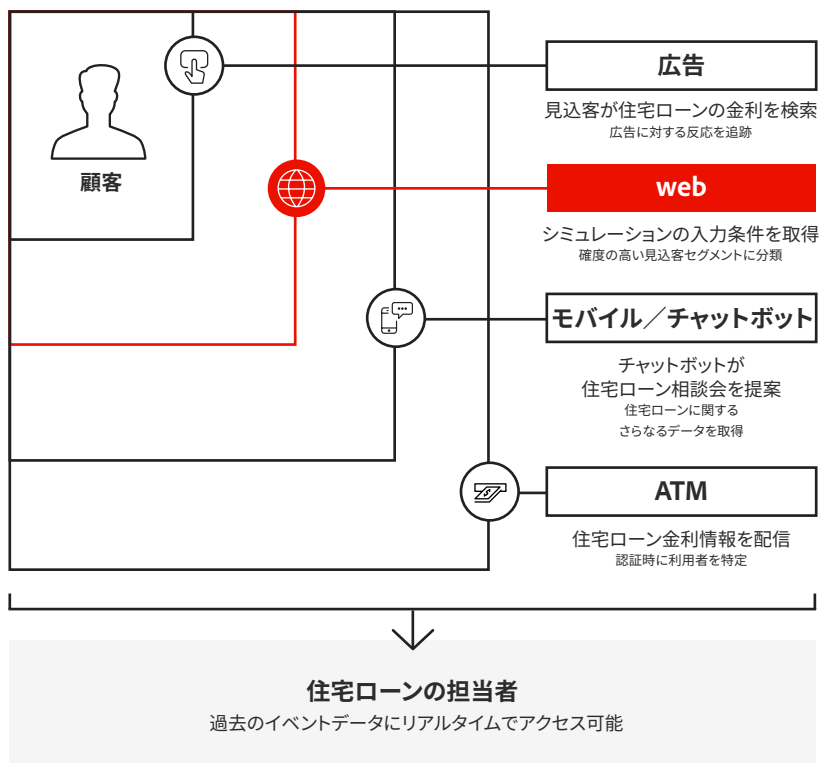 顧客
広告
見込客が住宅ローンの金利を検索
広告に対する反応を追跡
web
シミュレーションの入力条件を取得
確度の高い見込客セグメントに分類
モバイル／チャットボット
チャットボットが
住宅ローン相談会を提案
住宅ローンに関する
さらなるデータを取得
ATM
住宅ローン金利情報を配信
認証時に利用者を特定
住宅ローンの担当者
過去のイベントデータにリアルタイムでアクセス可能